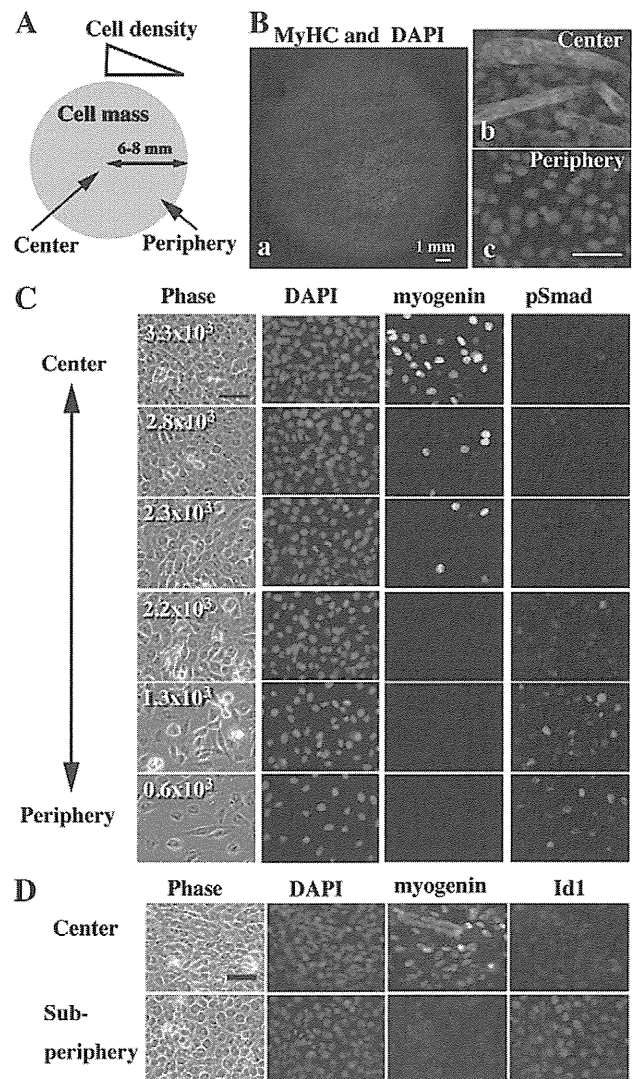 A
Cell density
Cell mass
6-8 mm
Center
Periphery
B
MyHC and DAPI
a
1 mm
Center
b
Periphery
c
C
Phase DAPI myogenin pSmad
Center
3.3x10³
2.8x10³
2.3x10³
2.2x10³
1.3x10³
0.6x10³
Periphery
D
Phase DAPI myogenin Id1
Center
Sub-
periphery